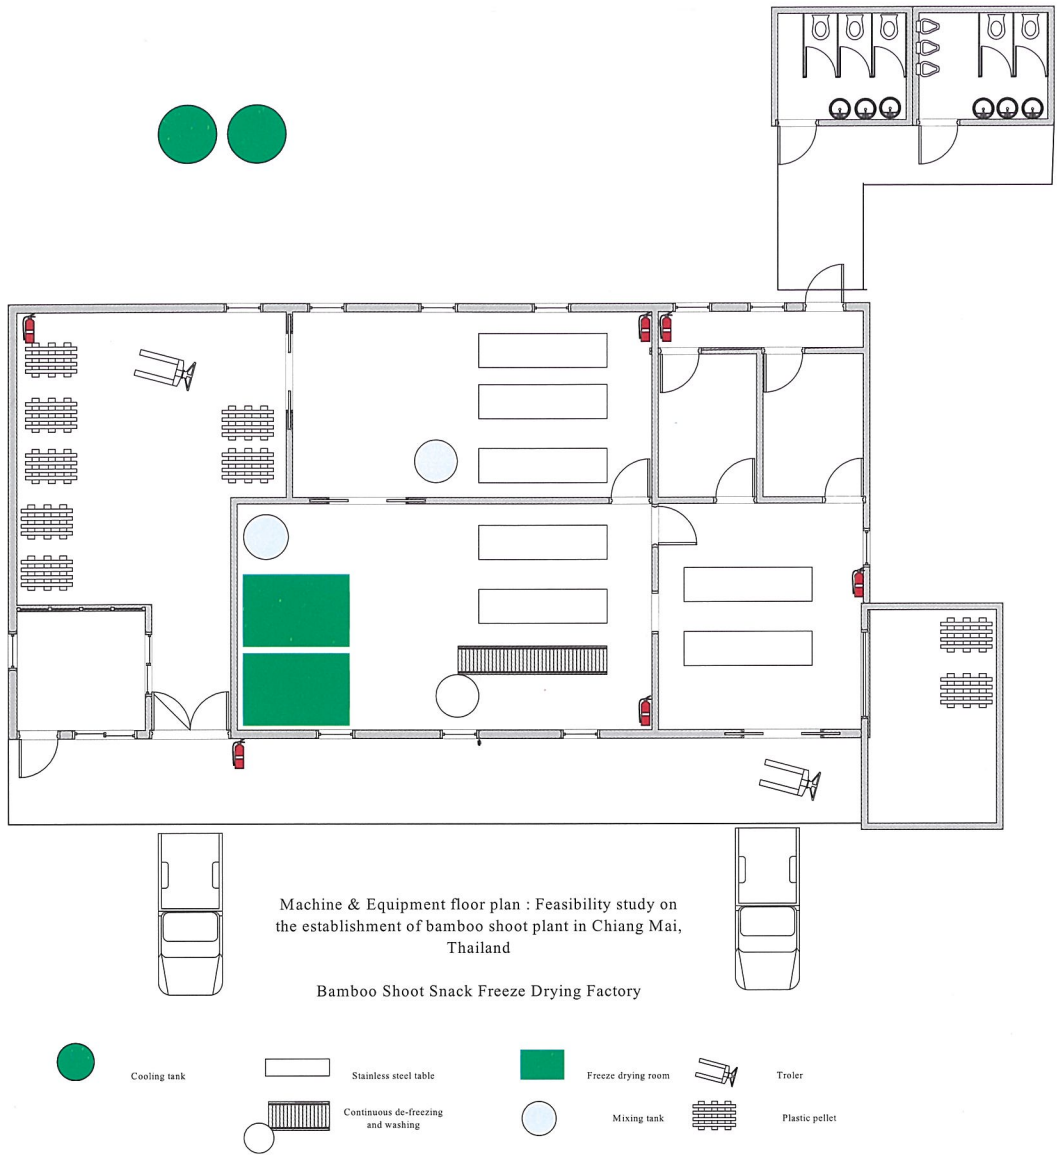 Machine & Equipment floor plan : Feasibility study on
the establishment of bamboo shoot plant in Chiang Mai,
Thailand
Bamboo Shoot Snack Freeze Drying Factory
Cooling tank
Stainless steel table
Freeze drying room
Troler
Continuous de-freezing
and washing
Mixing tank
Plastic pellet